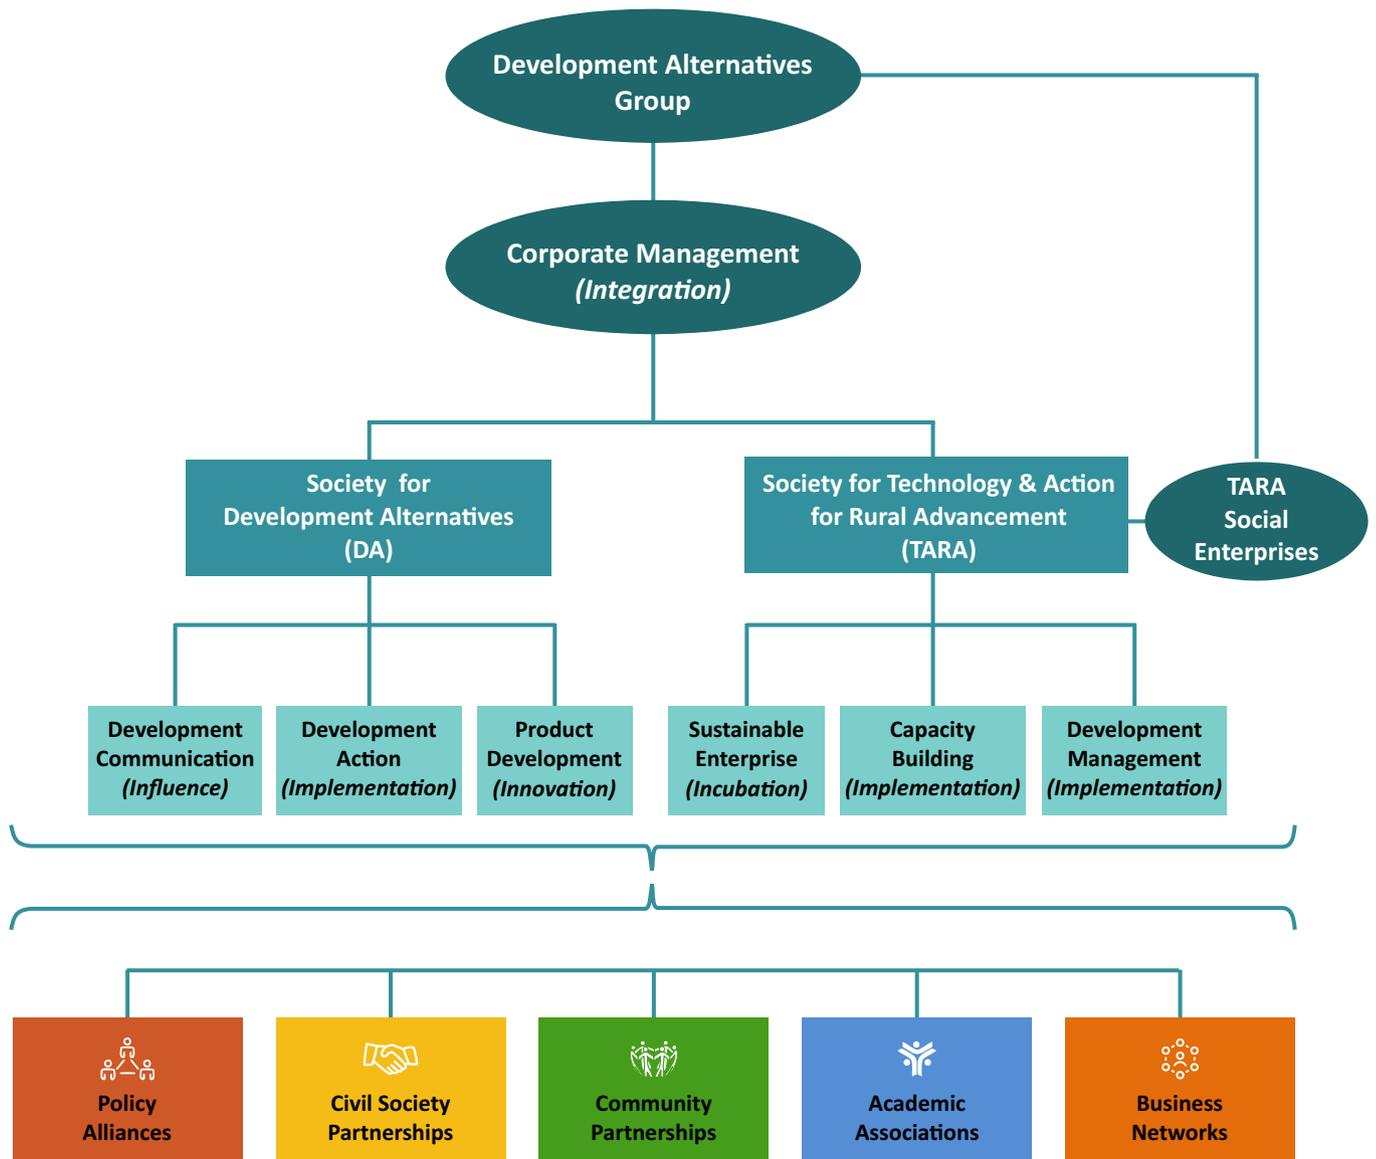 Development Alternatives
Group
Corporate Management
(Integration)
Society for
Development Alternatives
(DA)
Society for Technology & Action
for Rural Advancement
(TARA)
TARA
Social
Enterprises
Development
Communication
(Influence)
Development
Action
(Implementation)
Product
Development
(Innovation)
Sustainable
Enterprise
(Incubation)
Capacity
Building
(Implementation)
Development
Management
(Implementation)
Policy
Alliances
Civil Society
Partnerships
Community
Partnerships
Academic
Associations
Business
Networks